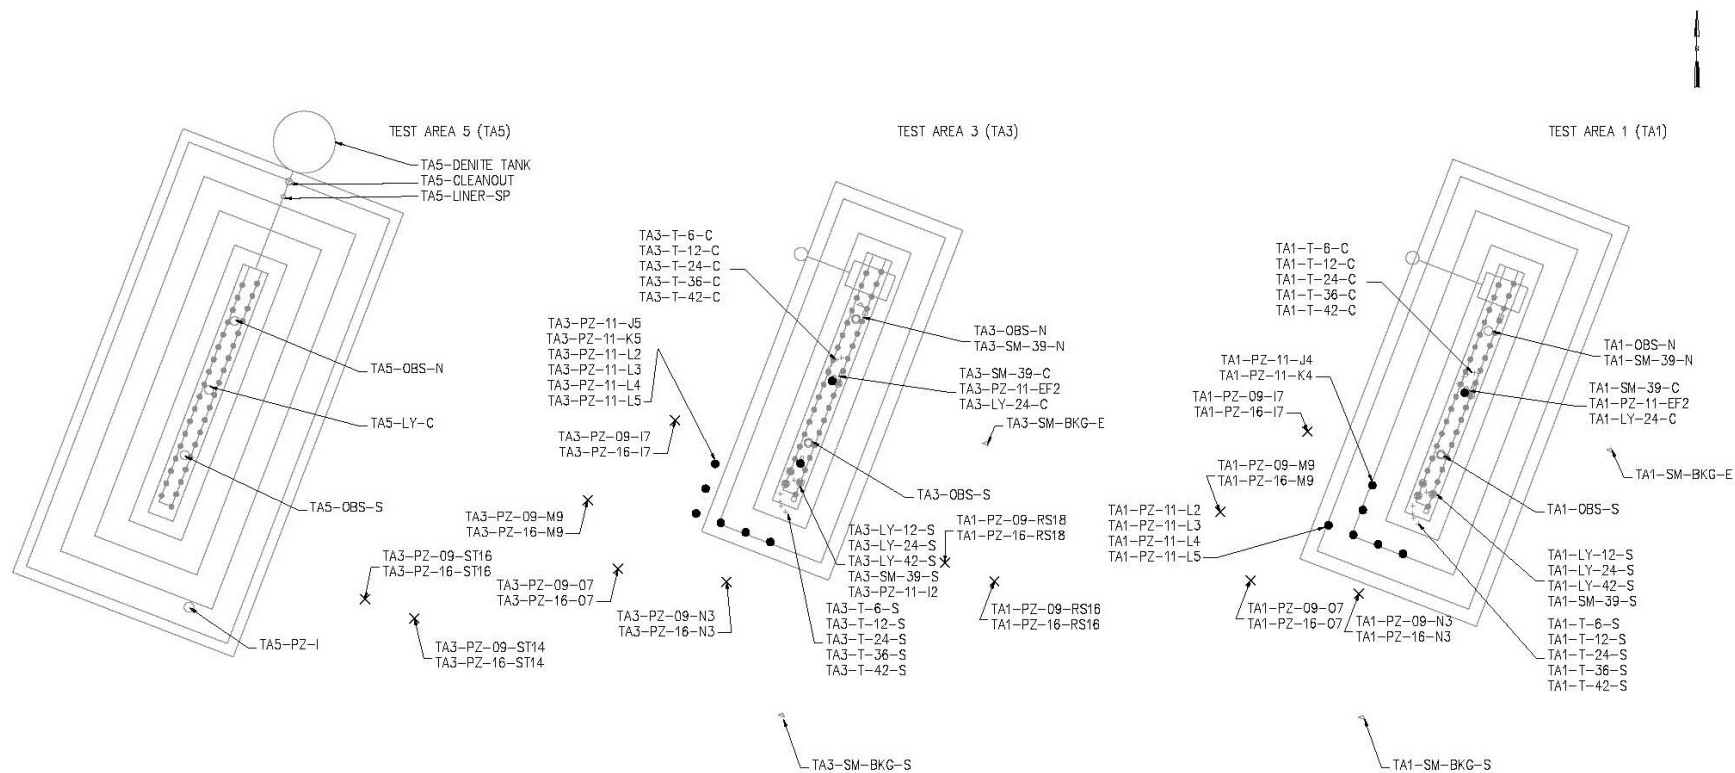 N
TEST AREA 5 (TA5)
TA5-DENITE TANK
TA5-CLEANOUT
TA5-LINER-SP
TA5-OBS-N
TA5-LY-C
TA5-OBS-S
TA5-PZ-I
TEST AREA 3 (TA3)
TA3-T-6-C
TA3-T-12-C
TA3-T-24-C
TA3-T-36-C
TA3-T-42-C
TA3-PZ-11-J5
TA3-PZ-11-K5
TA3-PZ-11-L2
TA3-PZ-11-L3
TA3-PZ-11-L4
TA3-PZ-11-L5
TA3-PZ-09-I7
TA3-PZ-16-I7
TA3-PZ-09-M9
TA3-PZ-16-M9
TA3-PZ-09-ST16
TA3-PZ-16-ST16
TA3-PZ-09-O7
TA3-PZ-16-O7
TA3-PZ-09-N3
TA3-PZ-16-N3
TA3-PZ-09-ST14
TA3-PZ-16-ST14
TA3-OBS-N
TA3-SM-39-N
TA3-SM-39-C
TA3-PZ-11-EF2
TA3-LY-24-C
TA3-SM-BKG-E
TA3-OBS-S
TA3-LY-12-S
TA3-LY-24-S
TA3-LY-42-S
TA3-SM-39-S
TA3-PZ-11-I2
TA3-T-6-S
TA3-T-12-S
TA3-T-24-S
TA3-T-36-S
TA3-T-42-S
TA3-SM-BKG-S
TEST AREA 1 (TA1)
TA1-T-6-C
TA1-T-12-C
TA1-T-24-C
TA1-T-36-C
TA1-T-42-C
TA1-PZ-11-J4
TA1-PZ-11-K4
TA1-PZ-09-I7
TA1-PZ-16-I7
TA1-PZ-09-M9
TA1-PZ-16-M9
TA1-PZ-11-L2
TA1-PZ-11-L3
TA1-PZ-11-L4
TA1-PZ-11-L5
TA1-PZ-09-RS18
TA1-PZ-16-RS18
TA1-PZ-09-RS16
TA1-PZ-16-RS16
TA1-PZ-09-O7
TA1-PZ-16-O7
TA1-PZ-09-N3
TA1-PZ-16-N3
TA1-OBS-N
TA1-SM-39-N
TA1-SM-39-C
TA1-PZ-11-EF2
TA1-LY-24-C
TA1-SM-BKG-E
TA1-OBS-S
TA1-LY-12-S
TA1-LY-24-S
TA1-LY-42-S
TA1-SM-39-S
TA1-T-6-S
TA1-T-12-S
TA1-T-24-S
TA1-T-36-S
TA1-T-42-S
TA1-SM-BKG-S